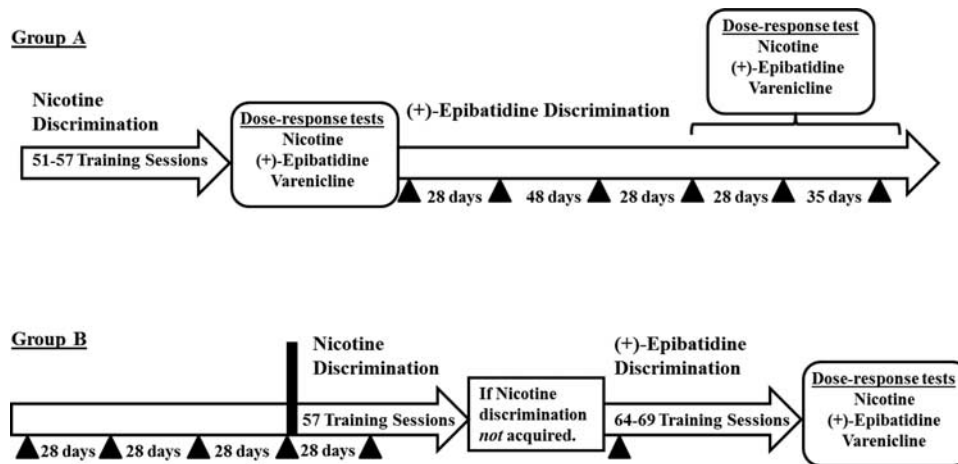 Group A
Nicotine
Discrimination
51-57 Training Sessions
Dose-response tests
Nicotine
(+)-Epibatidine
Varenicline
(+)-Epibatidine Discrimination
Dose-response test
Nicotine
(+)-Epibatidine
Varenicline
28 days
48 days
28 days
28 days
35 days
Group B
28 days
28 days
28 days
28 days
Nicotine
Discrimination
57 Training Sessions
If Nicotine
discrimination
not acquired.
(+)-Epibatidine
Discrimination
64-69 Training Sessions
Dose-response tests
Nicotine
(+)-Epibatidine
Varenicline